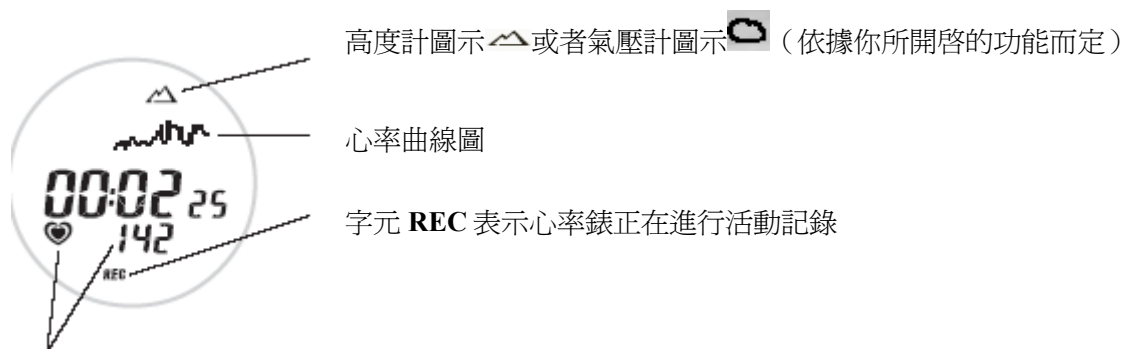 高度計圖示或者氣壓計圖示（依據你所開啓的功能而定）
心率曲線圖
00:02 25
142
字元 REC 表示心率錶正在進行活動記錄
REC